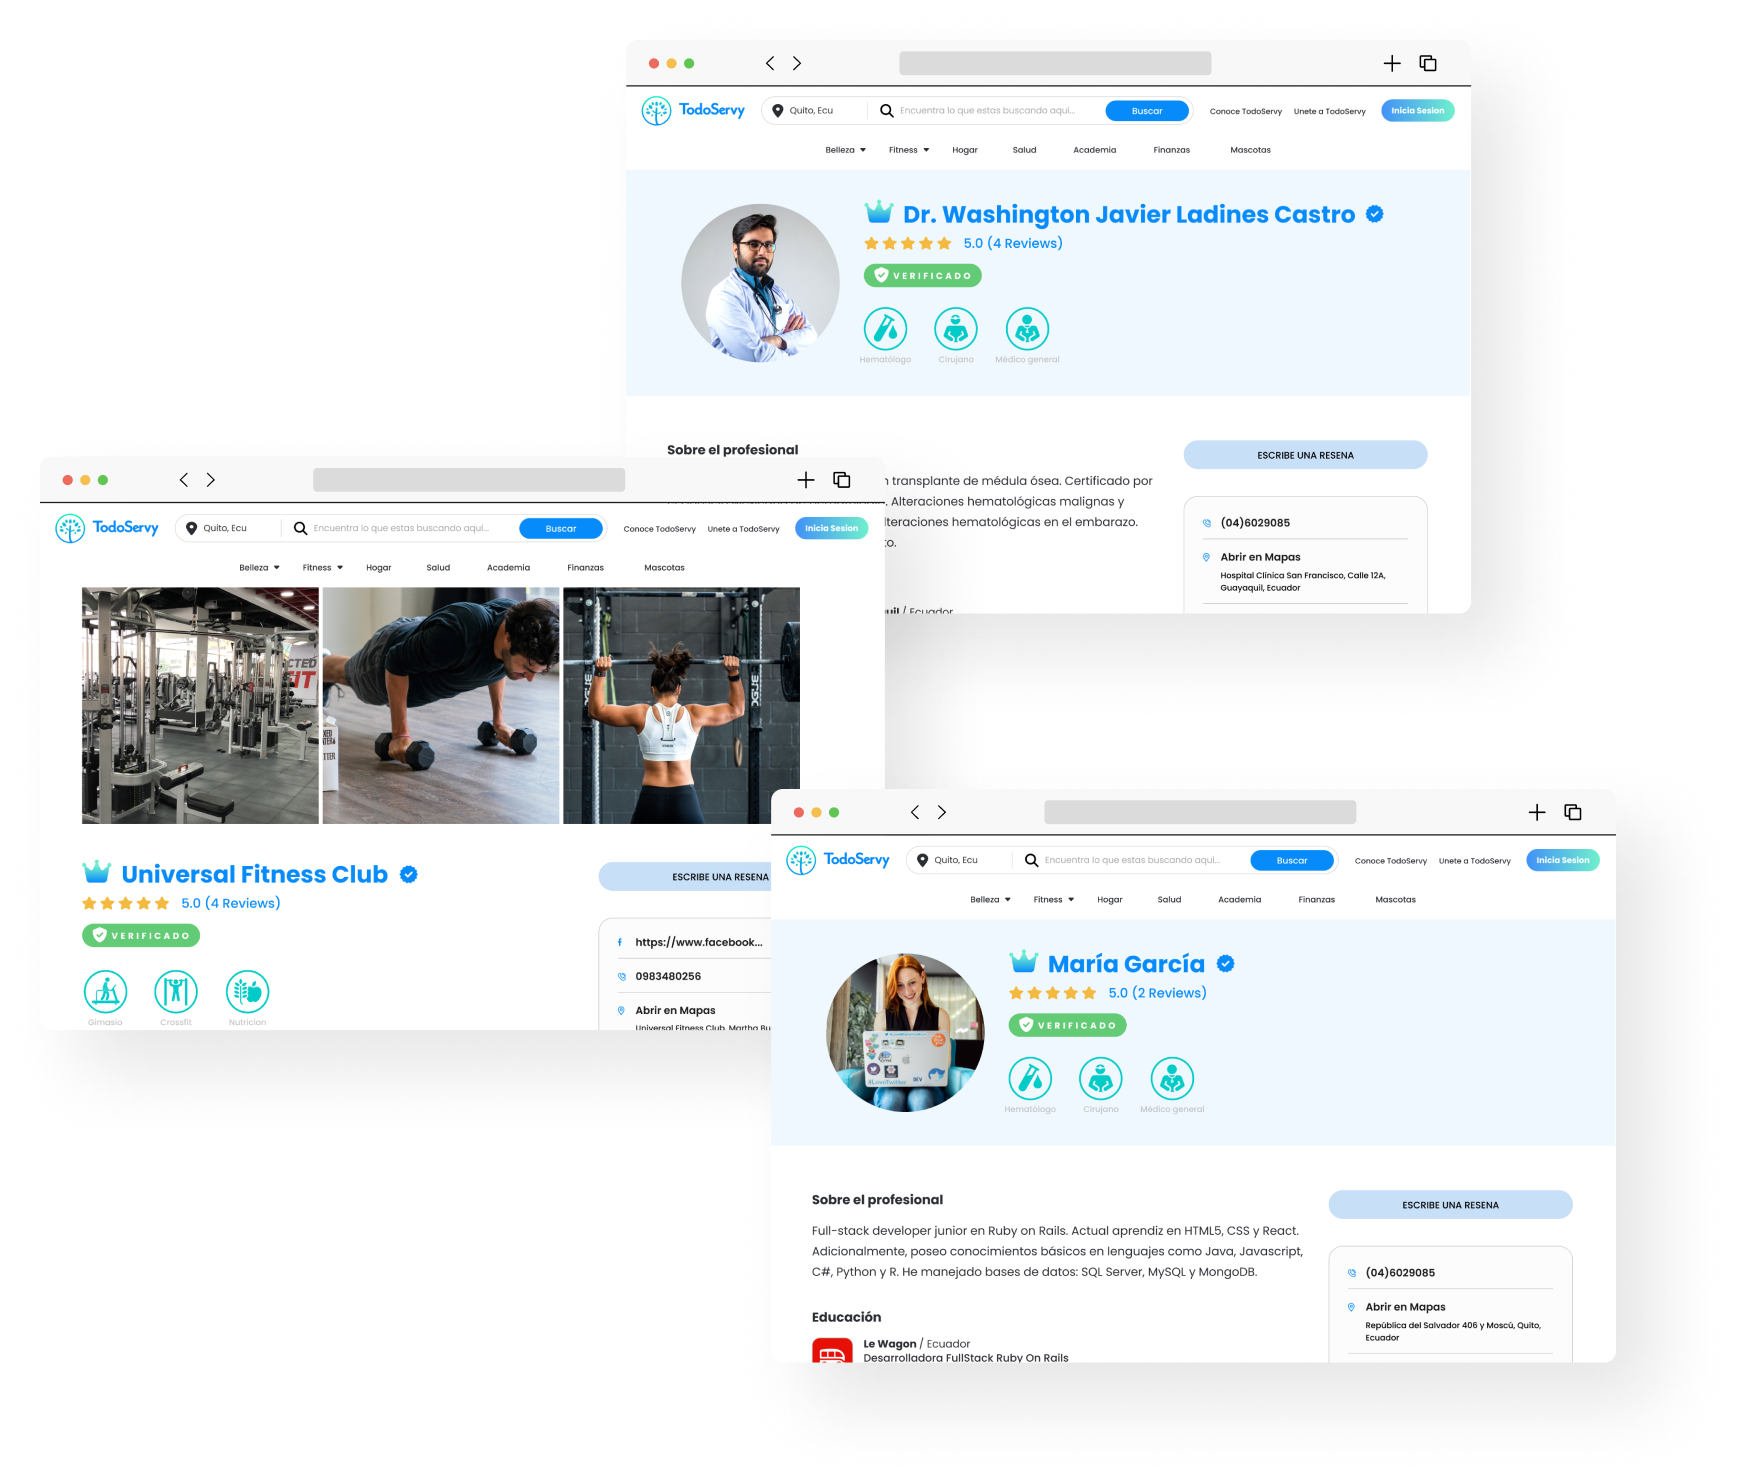 TodoServy
Quito, Ecu
Encuentra lo que estas buscando aqui...
Buscar
Conoce TodoServy
Unete a TodoServy
Inicia Sesion
Belleza
Fitness
Hogar
Salud
Academia
Finanzas
Mascotas
Dr. Washington Javier Ladines Castro
5.0 (4 Reviews)
VERIFICADO
Hematólogo
Cirujano
Médico general
Sobre el profesional
transplante de médula ósea. Certificado por
. Alteraciones hematológicas malignas y
lteraciones hematológicas en el embarazo.
to.
uil / Ecuador
ESCRIBE UNA RESENA
(04)6029085
Abrir en Mapas
Hospital Clínica San Francisco, Calle 12A,
Guayaquil, Ecuador
TodoServy
Quito, Ecu
Encuentra lo que estas buscando aqui...
Buscar
Conoce TodoServy
Unete a TodoServy
Inicia Sesion
Belleza
Fitness
Hogar
Salud
Academia
Finanzas
Mascotas
CTED
FIT
ROGUE
Universal Fitness Club
5.0 (4 Reviews)
VERIFICADO
Gimasio
Crossfit
Nutricion
ESCRIBE UNA RESENA
https://www.facebook...
0983480256
Abrir en Mapas
Universal Fitness Club, Martha Bu
TodoServy
Quito, Ecu
Encuentra lo que estas buscando aqui...
Buscar
Conoce TodoServy
Unete a TodoServy
Inicia Sesion
Belleza
Fitness
Hogar
Salud
Academia
Finanzas
Mascotas
#LoveTwitter
DEV
María García
5.0 (2 Reviews)
VERIFICADO
Hematólogo
Cirujano
Médico general
Sobre el profesional
Full-stack developer junior en Ruby on Rails. Actual aprendiz en HTML5, CSS y React.
Adicionalmente, poseo conocimientos básicos en lenguajes como Java, Javascript,
C#, Python y R. He manejado bases de datos: SQL Server, MySQL y MongoDB.
Educación
Le Wagon / Ecuador
Desarrolladora FullStack Ruby On Rails
ESCRIBE UNA RESENA
(04)6029085
Abrir en Mapas
República del Salvador 406 y Moscú, Quito,
Ecuador